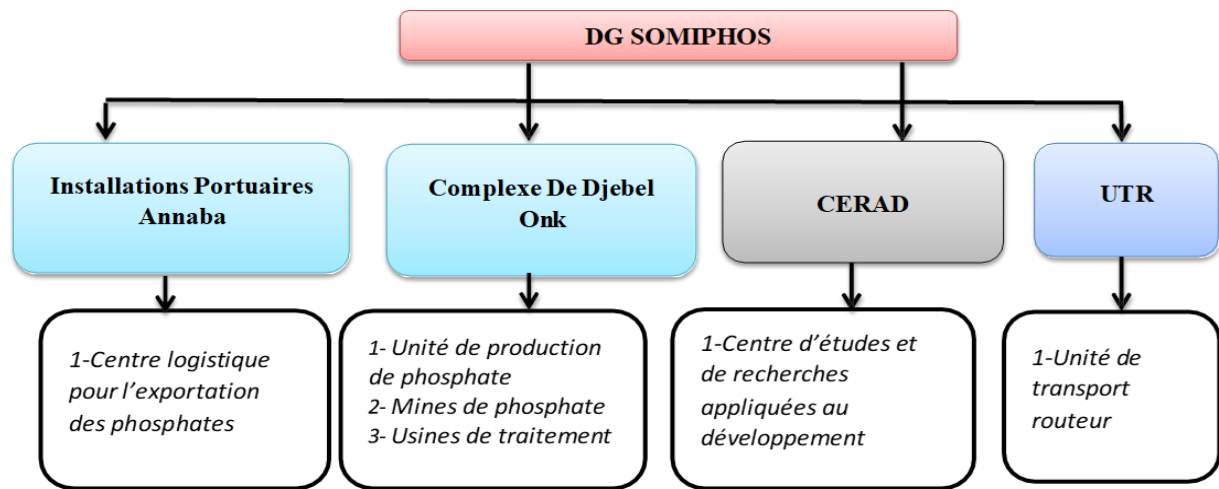 DG SOMIPHOS
Installations Portuaires
Annaba
Complexe De Djebel
Onk
CERAD
UTR
1-Centre logistique
pour l’exportation
des phosphates
1- Unité de production
de phosphate
2- Mines de phosphate
3- Usines de traitement
1-Centre d’études et
de recherches
appliquées au
développement
1-Unité de
transport
routeur